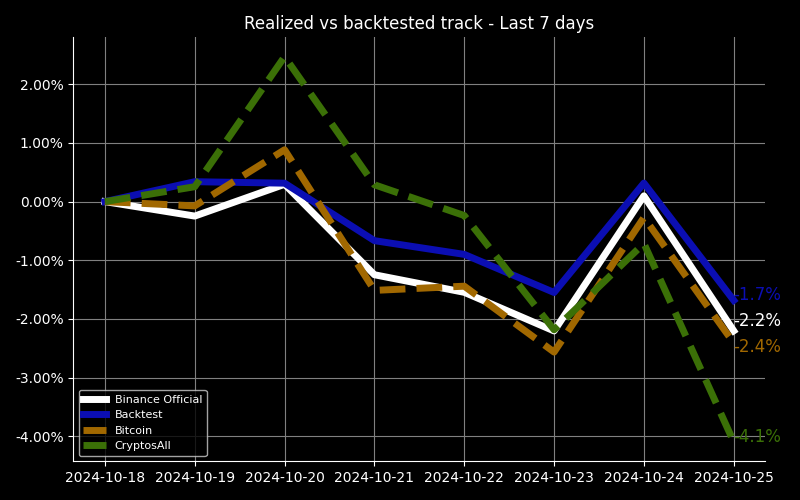 Realized vs backtested track - Last 7 days
2.00%
1.00%
0.00%
-1.00%
-2.00%
-3.00%
-4.00%
-1.7%
-2.2%
-2.4%
-4.1%
Binance Official
Backtest
Bitcoin
CryptosAll
2024-10-18 2024-10-19 2024-10-20 2024-10-21 2024-10-22 2024-10-23 2024-10-24 2024-10-25